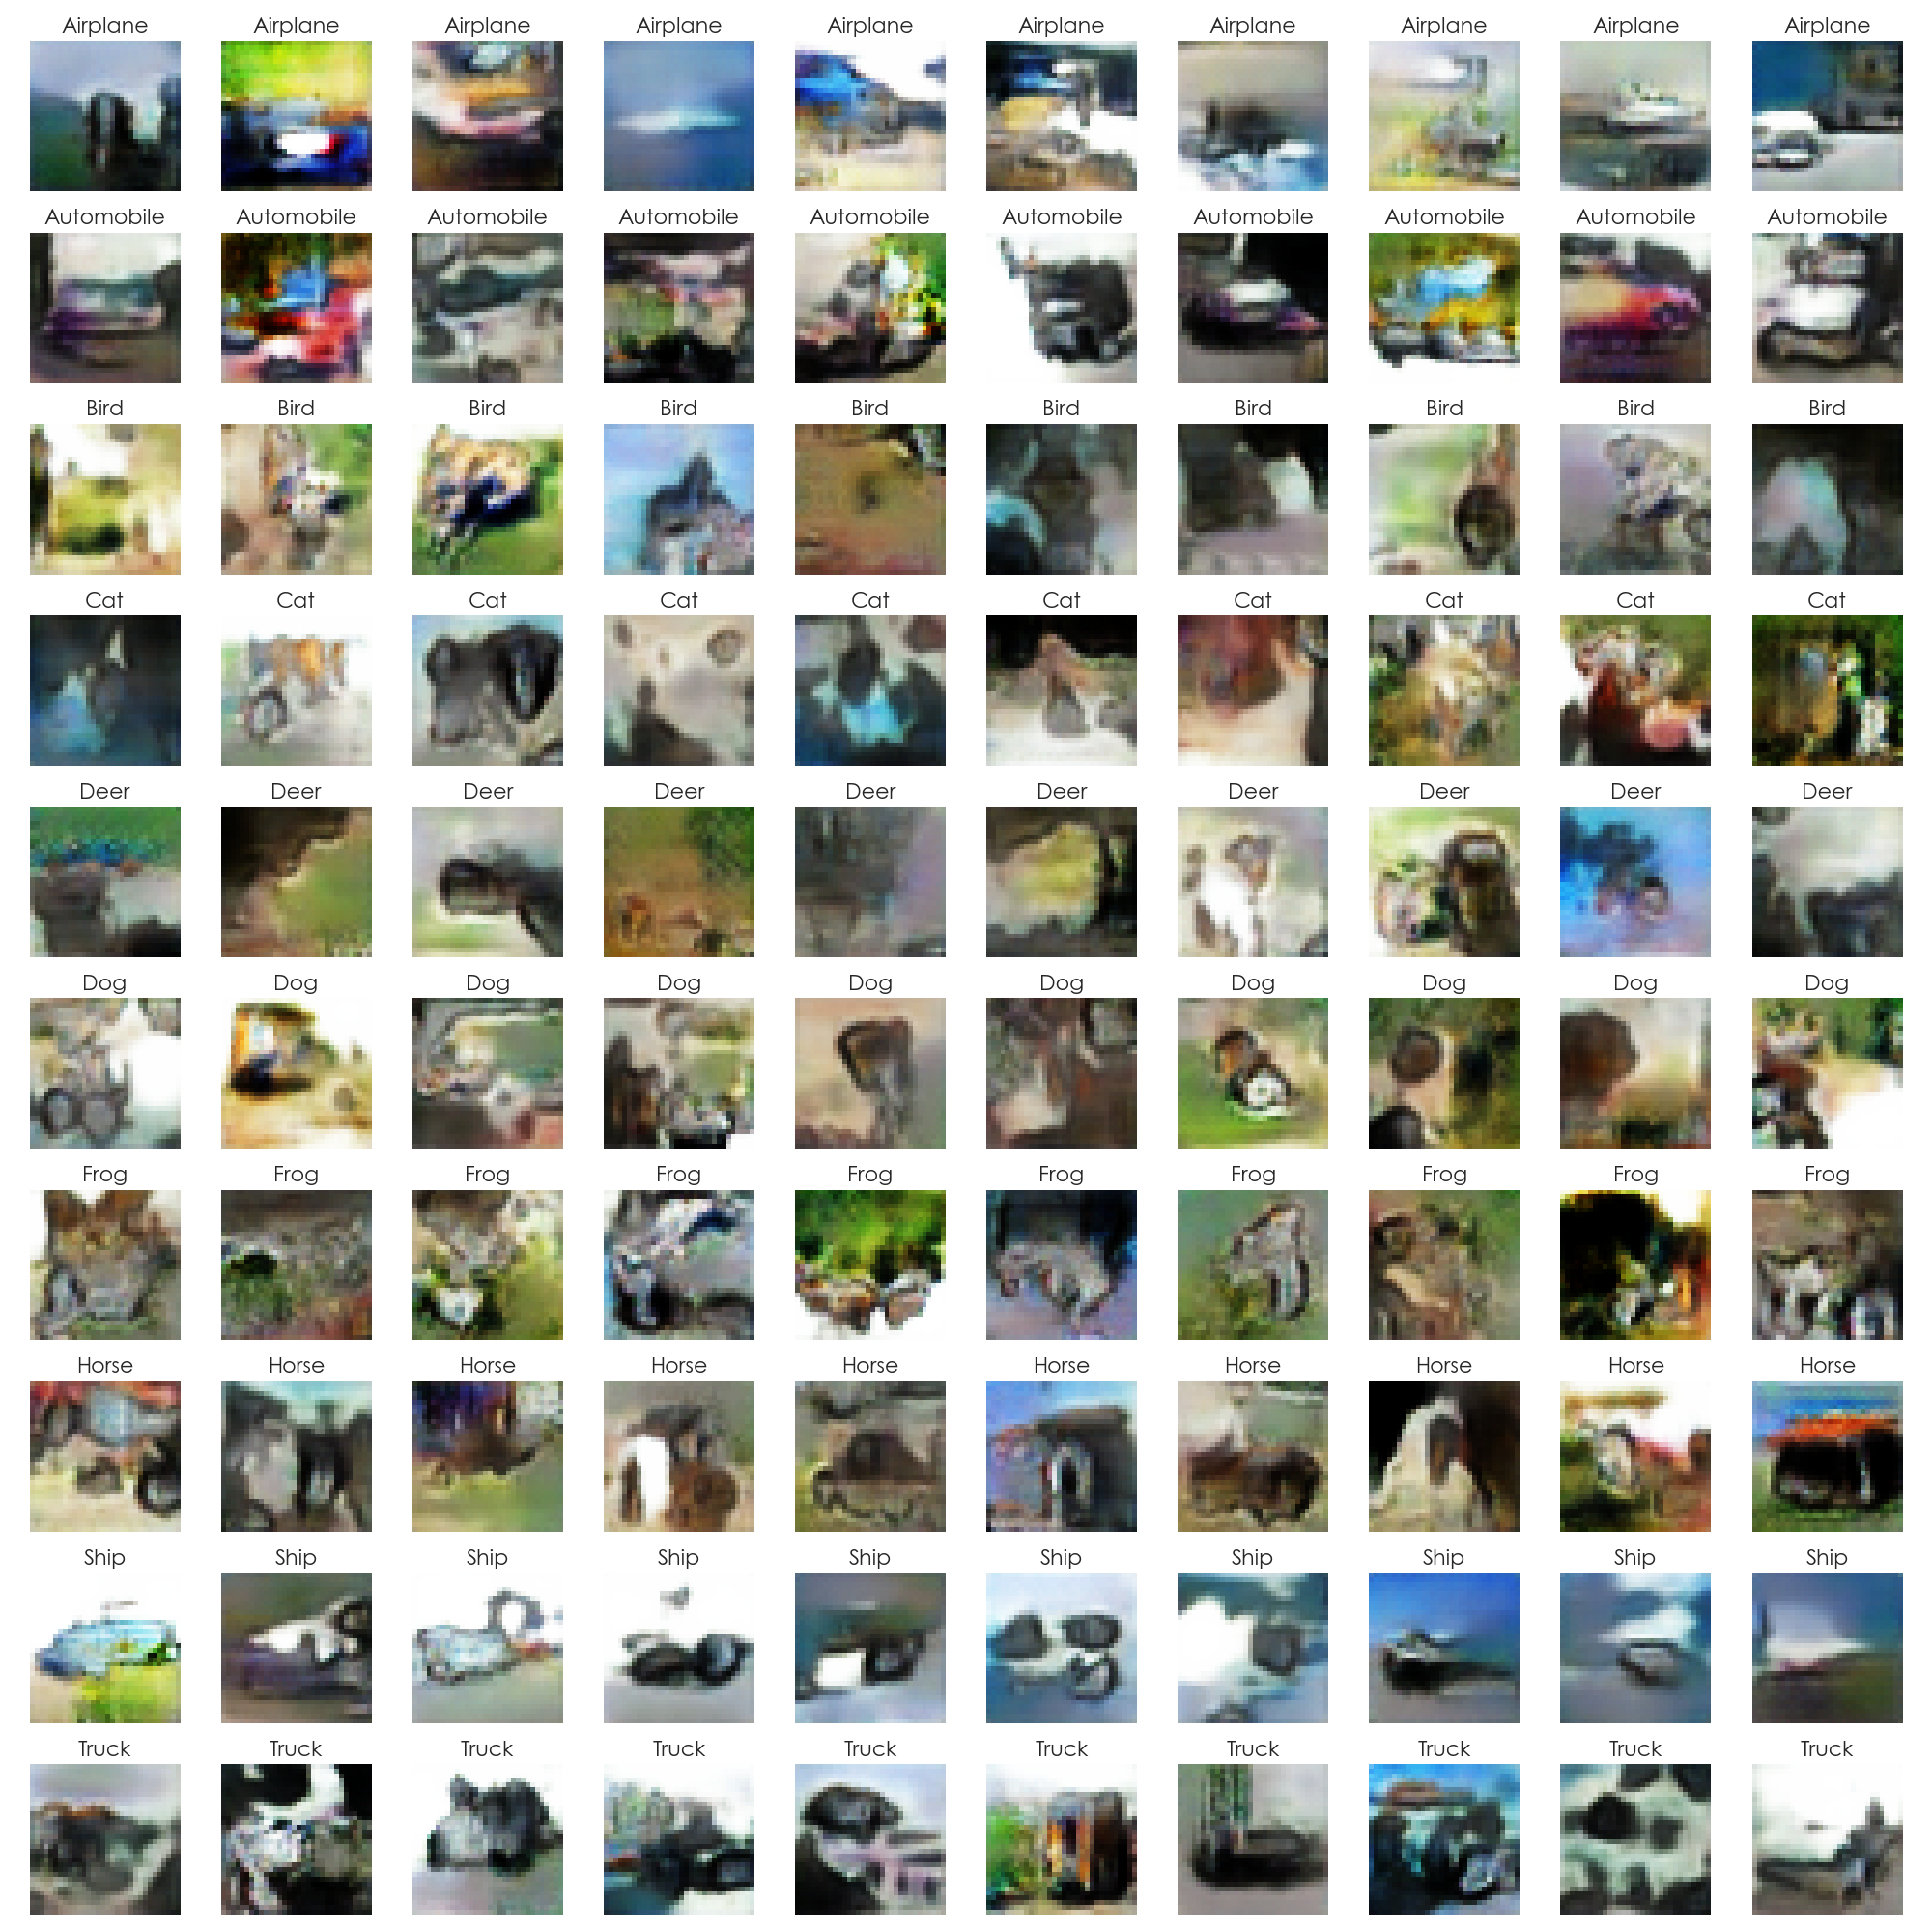 Airplane Airplane Airplane Airplane Airplane Airplane Airplane Airplane Airplane Airplane
Automobile Automobile Automobile Automobile Automobile Automobile Automobile Automobile Automobile Automobile
Bird Bird Bird Bird Bird Bird Bird Bird Bird Bird
Cat Cat Cat Cat Cat Cat Cat Cat Cat Cat
Deer Deer Deer Deer Deer Deer Deer Deer Deer Deer
Dog Dog Dog Dog Dog Dog Dog Dog Dog Dog
Frog Frog Frog Frog Frog Frog Frog Frog Frog Frog
Horse Horse Horse Horse Horse Horse Horse Horse Horse Horse
Ship Ship Ship Ship Ship Ship Ship Ship Ship Ship
Truck Truck Truck Truck Truck Truck Truck Truck Truck Truck